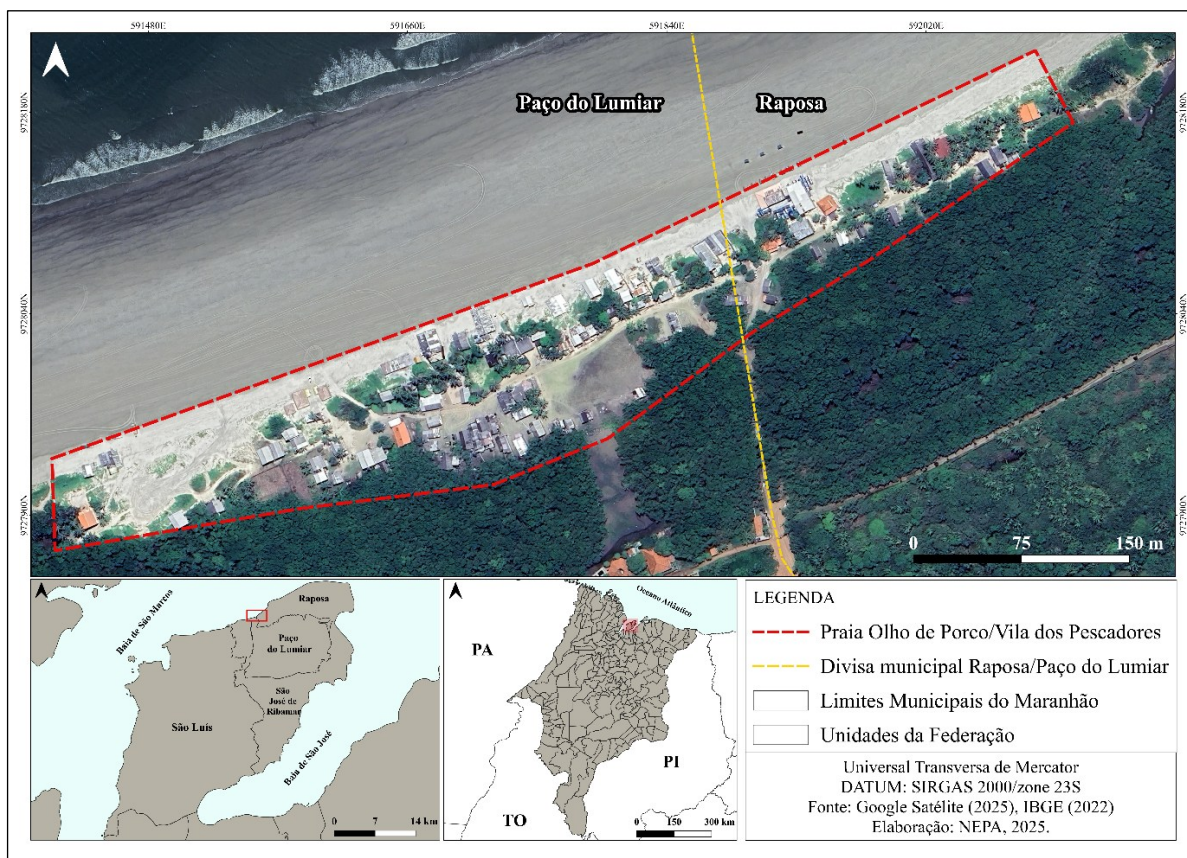 591480E 591660E 591840E 592020E
9728180N
9728180N
Paço do Lumiar
Raposa
9728040N
9728040N
9727900N
9727900N
0 75 150 m
Baia de São Marcos
Raposa
Paço
do Lumiar
São
José de
Ribamar
São Luís
Baia de São José
0 7 14 km
Oceano Atlântico
PA
PI
TO
0 150 300 km
LEGENDA
Praia Olho de Porco/Vila dos Pescadores
Divisa municipal Raposa/Paço do Lumiar
Limites Municipais do Maranhão
Unidades da Federação
Universal Transversa de Mercator
DATUM: SIRGAS 2000/zone 23S
Fonte: Google Satélite (2025), IBGE (2022)
Elaboração: NEPA, 2025.